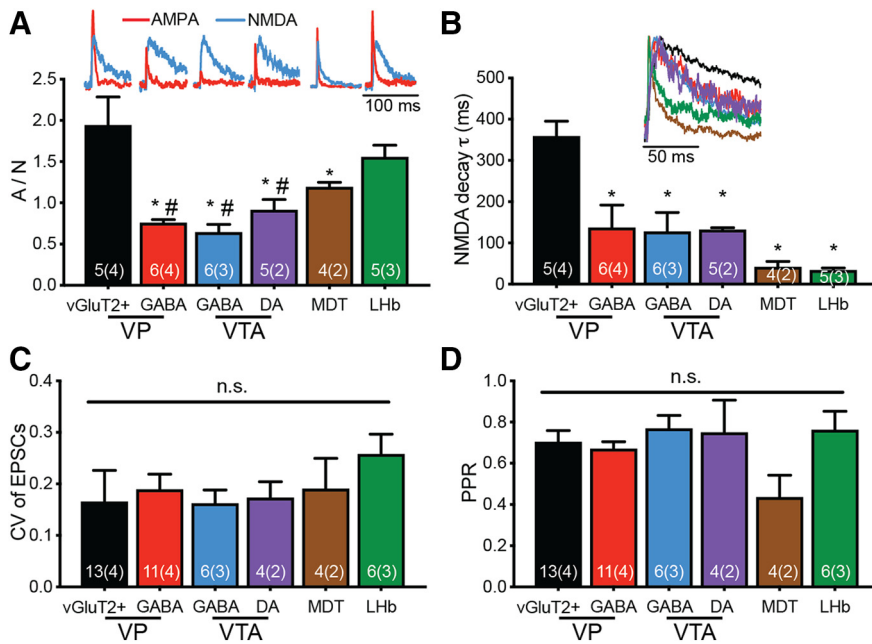 A
AMPA NMDA
100 ms
A / N
2.5
2.0
1.5
1.0
0.5
0.0
* # * # * # *
5(4) 6(4) 6(3) 5(2) 4(2) 5(3)
vGluT2+ GABA GABA DA MDT LHb
VP VTA
B
50 ms
NMDA decay τ (ms)
500
400
300
200
100
0
* * * * *
5(4) 6(4) 6(3) 5(2) 4(2) 5(3)
vGluT2+ GABA GABA DA MDT LHb
VP VTA
C
n.s.
CV of EPSCs
0.4
0.3
0.2
0.1
0.0
13(4) 11(4) 6(3) 4(2) 4(2) 6(3)
vGluT2+ GABA GABA DA MDT LHb
VP VTA
D
n.s.
PPR
1.0
0.8
0.6
0.4
0.2
0.0
13(4) 11(4) 6(3) 4(2) 4(2) 6(3)
vGluT2+ GABA GABA DA MDT LHb
VP VTA